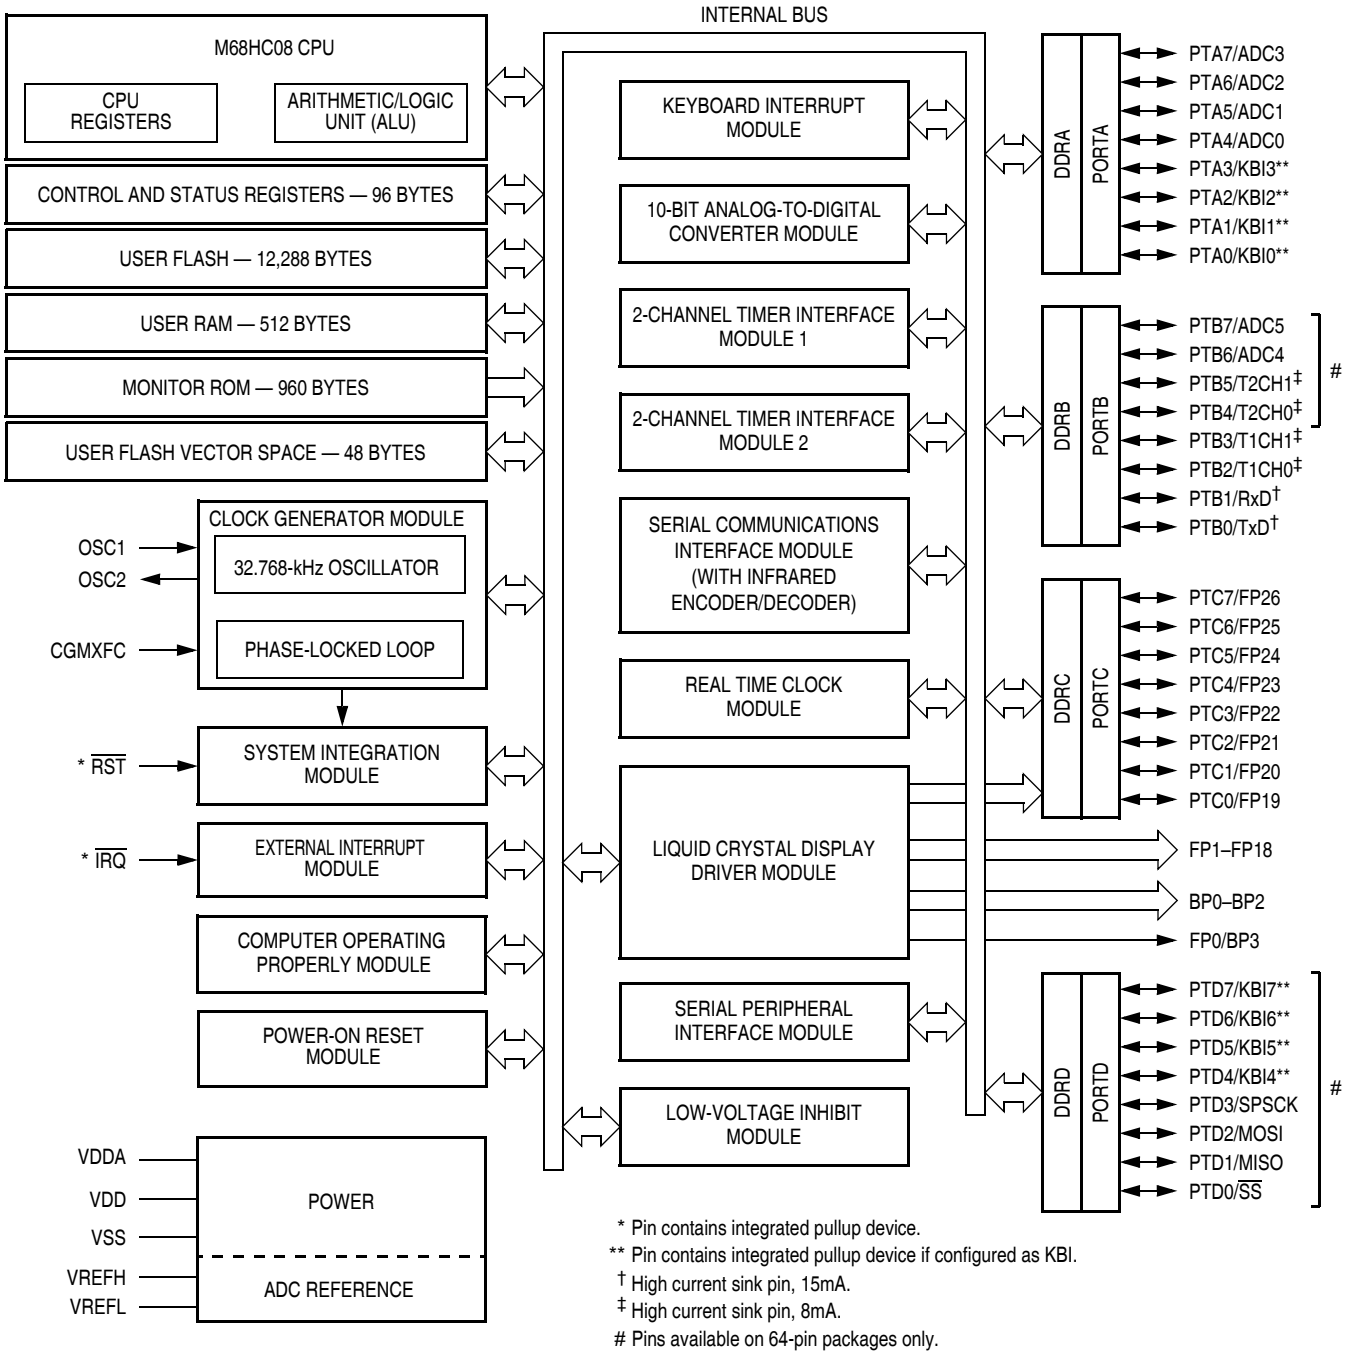 INTERNAL BUS
M68HC08 CPU
CPU
REGISTERS
ARITHMETIC/LOGIC
UNIT (ALU)
CONTROL AND STATUS REGISTERS — 96 BYTES
USER FLASH — 12,288 BYTES
USER RAM — 512 BYTES
MONITOR ROM — 960 BYTES
USER FLASH VECTOR SPACE — 48 BYTES
CLOCK GENERATOR MODULE
32.768-kHz OSCILLATOR
PHASE-LOCKED LOOP
OSC1
OSC2
CGMXFC
SYSTEM INTEGRATION
MODULE
* R̅S̅T̅
EXTERNAL INTERRUPT
MODULE
* I̅R̅Q̅
COMPUTER OPERATING
PROPERLY MODULE
POWER-ON RESET
MODULE
VDDA
VDD
VSS
VREFH
VREFL
POWER
ADC REFERENCE
KEYBOARD INTERRUPT
MODULE
10-BIT ANALOG-TO-DIGITAL
CONVERTER MODULE
2-CHANNEL TIMER INTERFACE
MODULE 1
2-CHANNEL TIMER INTERFACE
MODULE 2
SERIAL COMMUNICATIONS
INTERFACE MODULE
(WITH INFRARED
ENCODER/DECODER)
REAL TIME CLOCK
MODULE
LIQUID CRYSTAL DISPLAY
DRIVER MODULE
SERIAL PERIPHERAL
INTERFACE MODULE
LOW-VOLTAGE INHIBIT
MODULE
DDRA
PORTA
PTA7/ADC3
PTA6/ADC2
PTA5/ADC1
PTA4/ADC0
PTA3/KBI3**
PTA2/KBI2**
PTA1/KBI1**
PTA0/KBI0**
DDRB
PORTB
PTB7/ADC5
PTB6/ADC4
PTB5/T2CH1‡
PTB4/T2CH0‡
PTB3/T1CH1‡
PTB2/T1CH0‡
PTB1/RxD†
PTB0/TxD†
#
DDRC
PORTC
PTC7/FP26
PTC6/FP25
PTC5/FP24
PTC4/FP23
PTC3/FP22
PTC2/FP21
PTC1/FP20
PTC0/FP19
FP1–FP18
BP0–BP2
FP0/BP3
DDRD
PORTD
PTD7/KBI7**
PTD6/KBI6**
PTD5/KBI5**
PTD4/KBI4**
PTD3/SPSCK
PTD2/MOSI
PTD1/MISO
PTD0/S̅S̅
#
* Pin contains integrated pullup device.
** Pin contains integrated pullup device if configured as KBI.
† High current sink pin, 15mA.
‡ High current sink pin, 8mA.
# Pins available on 64-pin packages only.